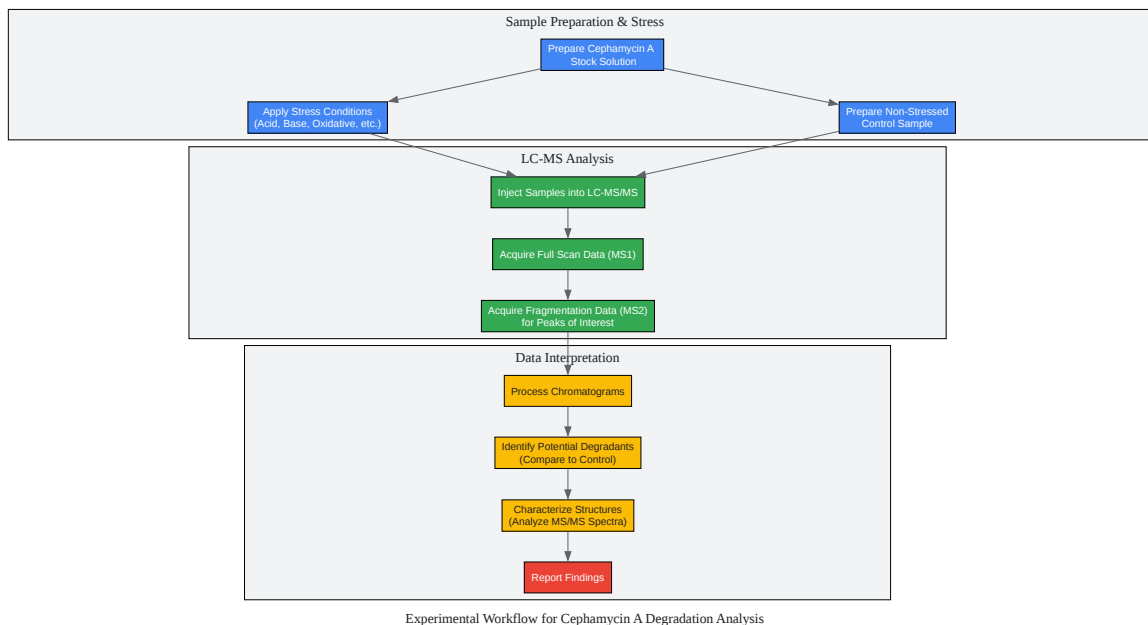 Sample Preparation & Stress
Prepare Cephamycin A
Stock Solution
Apply Stress Conditions
(Acid, Base, Oxidative, etc.)
Prepare Non-Stressed
Control Sample
LC-MS Analysis
Inject Samples into LC-MS/MS
Acquire Full Scan Data (MS1)
Acquire Fragmentation Data (MS2)
for Peaks of Interest
Data Interpretation
Process Chromatograms
Identify Potential Degradants
(Compare to Control)
Characterize Structures
(Analyze MS/MS Spectra)
Report Findings
Experimental Workflow for Cephamycin A Degradation Analysis